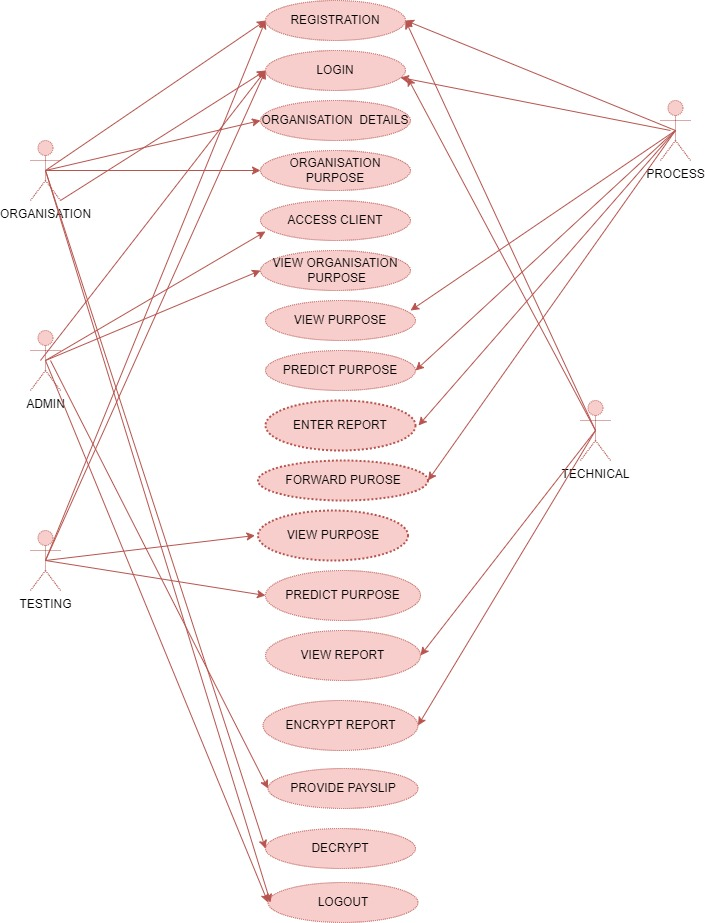 REGISTRATION
LOGIN
ORGANISATION DETAILS
ORGANISATION
PURPOSE
PROCESS
ORGANISATION
ACCESS CLIENT
VIEW ORGANISATION
PURPOSE
VIEW PURPOSE
PREDICT PURPOSE
ADMIN
ENTER REPORT
TECHNICAL
FORWARD PUROSE
VIEW PURPOSE
PREDICT PURPOSE
TESTING
VIEW REPORT
ENCRYPT REPORT
PROVIDE PAYSLIP
DECRYPT
LOGOUT